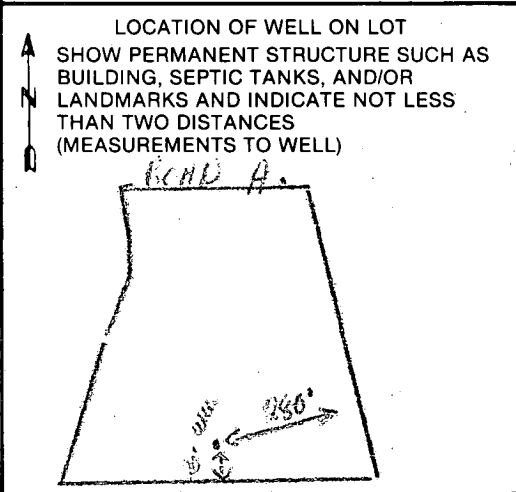 LOCATION OF WELL ON LOT
SHOW PERMANENT STRUCTURE SUCH AS
BUILDING, SEPTIC TANKS, AND/OR
LANDMARKS AND INDICATE NOT LESS
THAN TWO DISTANCES
(MEASUREMENTS TO WELL)
N
ROAD A.